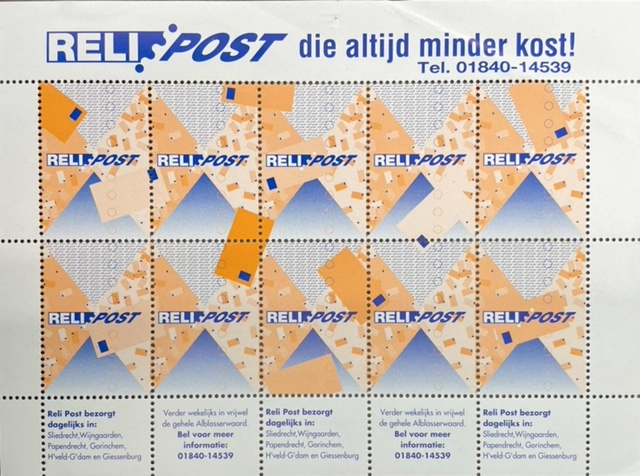 RELI POST die altijd minder kost!
Tel. 01840-14539
RELI POST RELI POST RELI POST RELI POST RELI POST
RELI POST RELI POST RELI POST RELI POST RELI POST
Reli Post bezorgt
dagelijks in:
Sliedrecht,Wijngaarden,
Papendrecht, Gorinchem,
H'veld-G'dam en Giessenburg
Verder wekelijks in vrijwel
de gehele Alblasserwaard.
Bel voor meer
informatie:
01840-14539
Reli Post bezorgt
dagelijks in:
Sliedrecht,Wijngaarden,
Papendrecht, Gorinchem,
H'veld-G'dam en Giessenburg
Verder wekelijks in vrijwel
de gehele Alblasserwaard.
Bel voor meer
informatie:
01840-14539
Reli Post bezorgt
dagelijks in:
Sliedrecht,Wijngaarden,
Papendrecht, Gorinchem,
H'veld-G'dam en Giessenburg